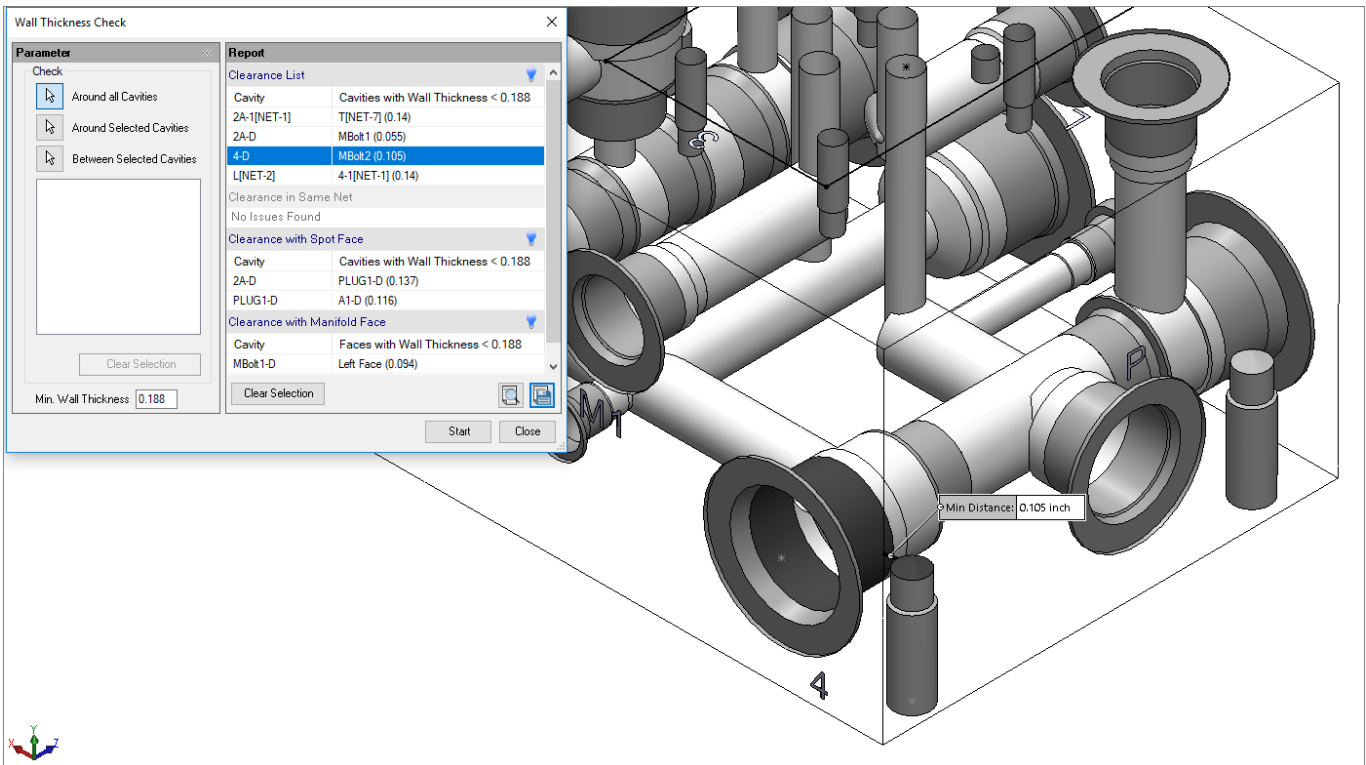 Wall Thickness Check
Parameter
Check
Around all Cavities
Around Selected Cavities
Between Selected Cavities
Clear Selection
Min. Wall Thickness 0.188
Report
Clearance List
Cavity Cavities with Wall Thickness < 0.188
2A-1[NET-1] T[NET-7] (0.14)
2A-D MBolt1 (0.055)
4-D MBolt2 (0.105)
L[NET-2] 4-1[NET-1] (0.14)
Clearance in Same Net
No Issues Found
Clearance with Spot Face
Cavity Cavities with Wall Thickness < 0.188
2A-D PLUG1-D (0.137)
PLUG1-D A1-D (0.116)
Clearance with Manifold Face
Cavity Faces with Wall Thickness < 0.188
MBolt1-D Left Face (0.094)
Clear Selection
Start Close
L
P
M1
Min Distance: 0.105 inch
4
Y
X Z